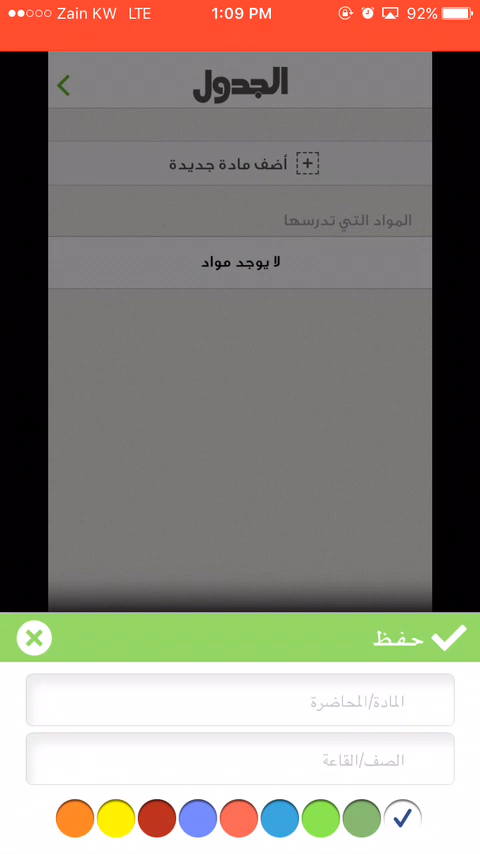 Zain KW LTE 1:09 PM 92%
الجدول
أضف مادة جديدة
المواد التي تدرسها
لا يوجد مواد
حفظ
المادة/المحاضرة
الصف/القاعة